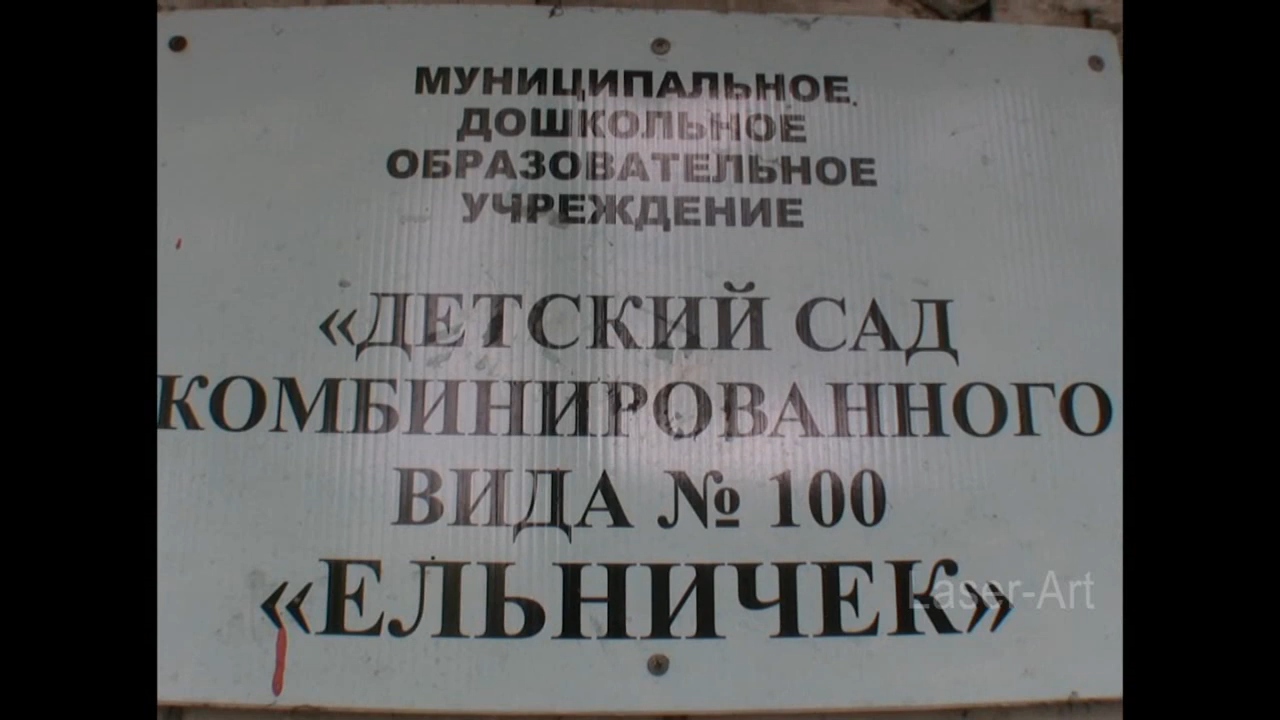 МУНИЦИПАЛЬНОЕ
ДОШКОЛЬНОЕ
ОБРАЗОВАТЕЛЬНОЕ
УЧРЕЖДЕНИЕ
«ДЕТСКИЙ САД
КОМБИНИРОВАННОГО
ВИДА № 100
«ЕЛЬНИЧЕК»
Laser-Art